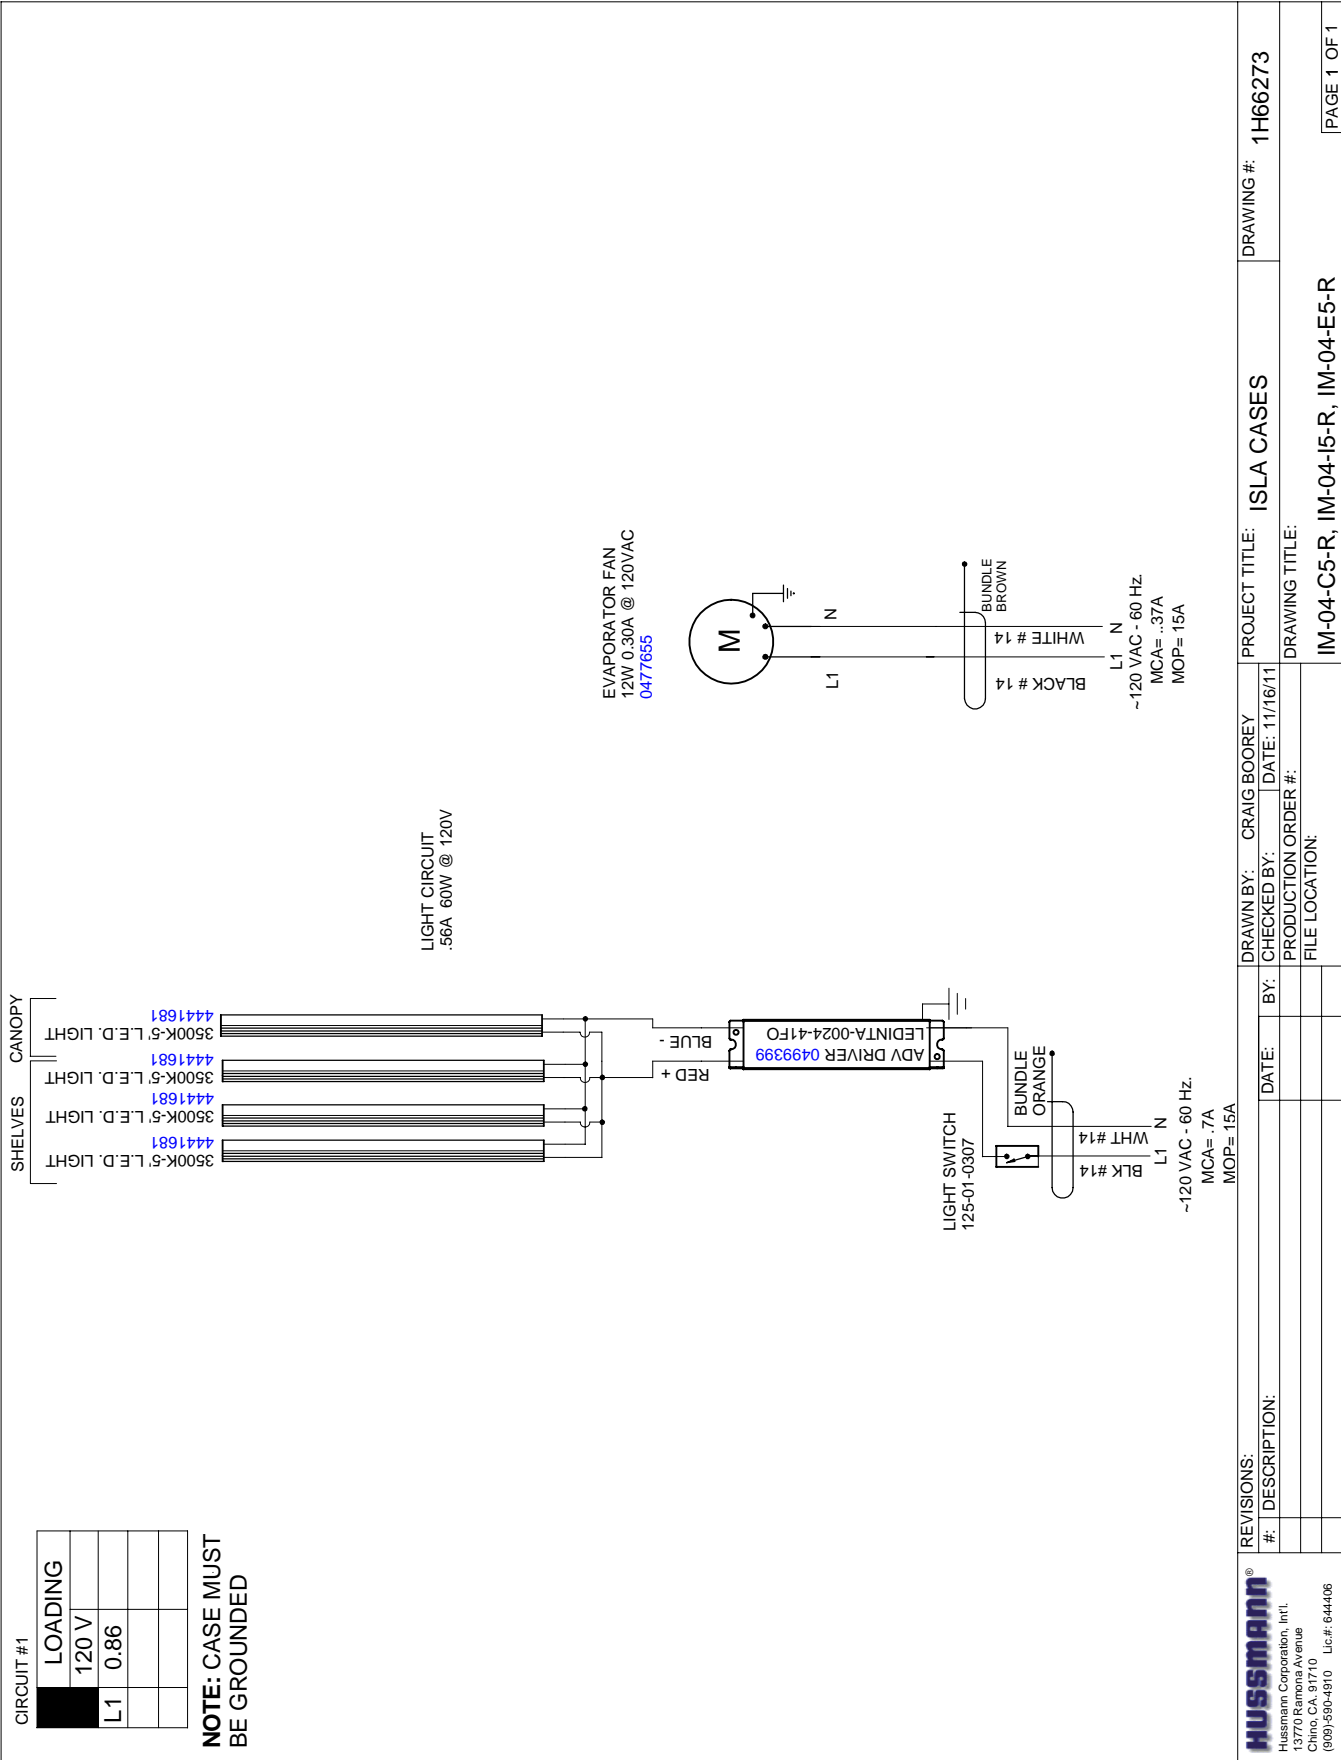 CIRCUIT #1
LOADING
120 V
L1 0.86
NOTE: CASE MUST
BE GROUNDED
SHELVES
CANOPY
3500K-5' L.E.D. LIGHT
4441681
3500K-5' L.E.D. LIGHT
4441681
3500K-5' L.E.D. LIGHT
4441681
3500K-5' L.E.D. LIGHT
4441681
LIGHT CIRCUIT
.56A 60W @ 120V
RED +
BLUE -
ADV DRIVER 0499399
LEDINTA-0024-41FO
LIGHT SWITCH
125-01-0307
BUNDLE
ORANGE
BLK #14
WHT #14
L1 N
~120 VAC - 60 Hz.
MCA= .7A
MOP= 15A
EVAPORATOR FAN
12W 0.30A @ 120VAC
0477655
M
L1
N
BUNDLE
BROWN
BLACK # 14
WHITE # 14
L1 N
~120 VAC - 60 Hz.
MCA= ..37A
MOP= 15A
HUSSMANN®
Hussmann Corporation, Int'l.
13770 Ramona Avenue
Chino, CA. 91710
(909)-590-4910 Lic.#: 644406
REVISIONS:
#: DESCRIPTION: DATE: BY:
DRAWN BY: CRAIG BOOREY
CHECKED BY: DATE: 11/16/11
PRODUCTION ORDER #:
FILE LOCATION:
PROJECT TITLE: ISLA CASES
DRAWING TITLE:
IM-04-C5-R, IM-04-I5-R, IM-04-E5-R
DRAWING #: 1H66273
PAGE 1 OF 1